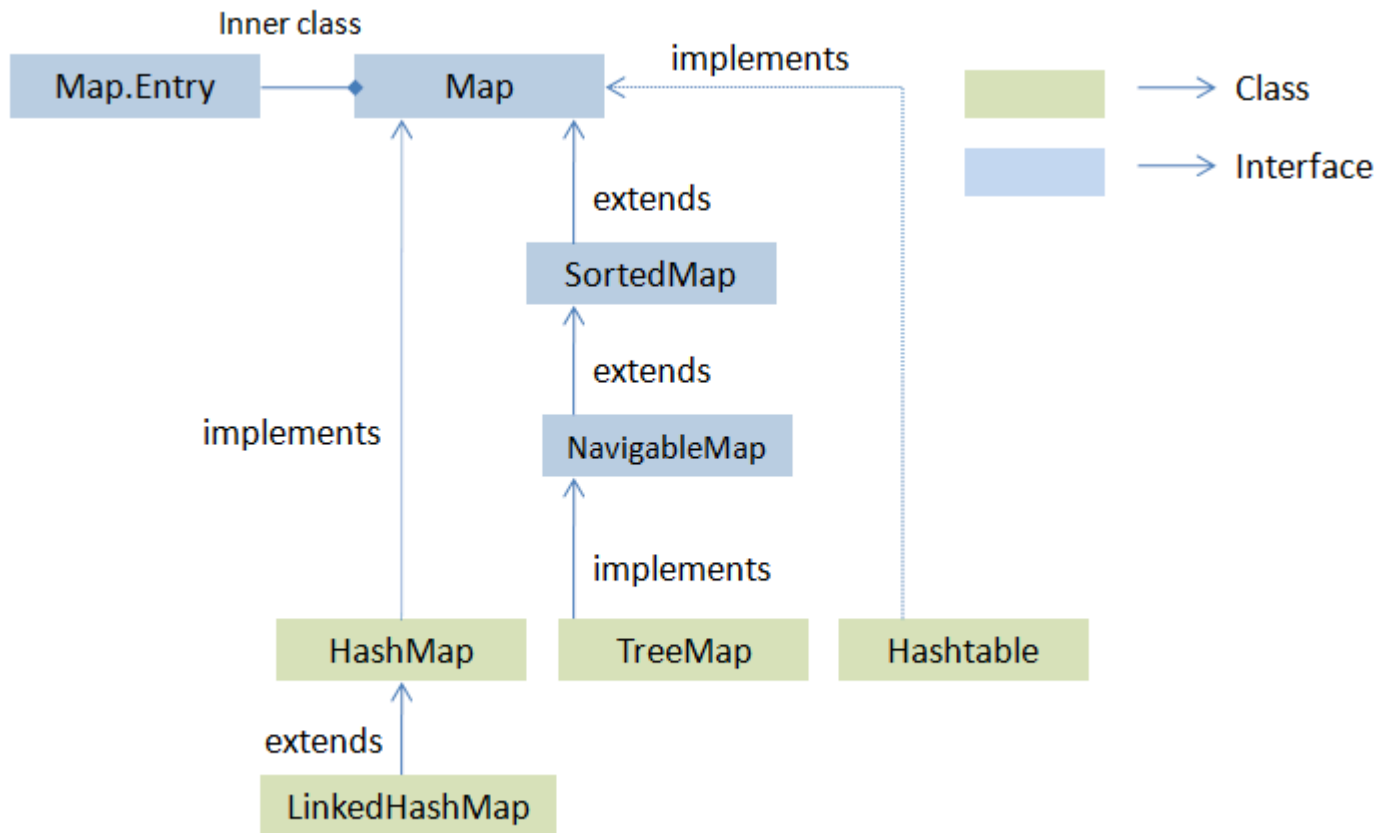 Inner class
Map.Entry
Map
implements
Class
Interface
extends
SortedMap
extends
implements
NavigableMap
implements
HashMap
TreeMap
Hashtable
extends
LinkedHashMap